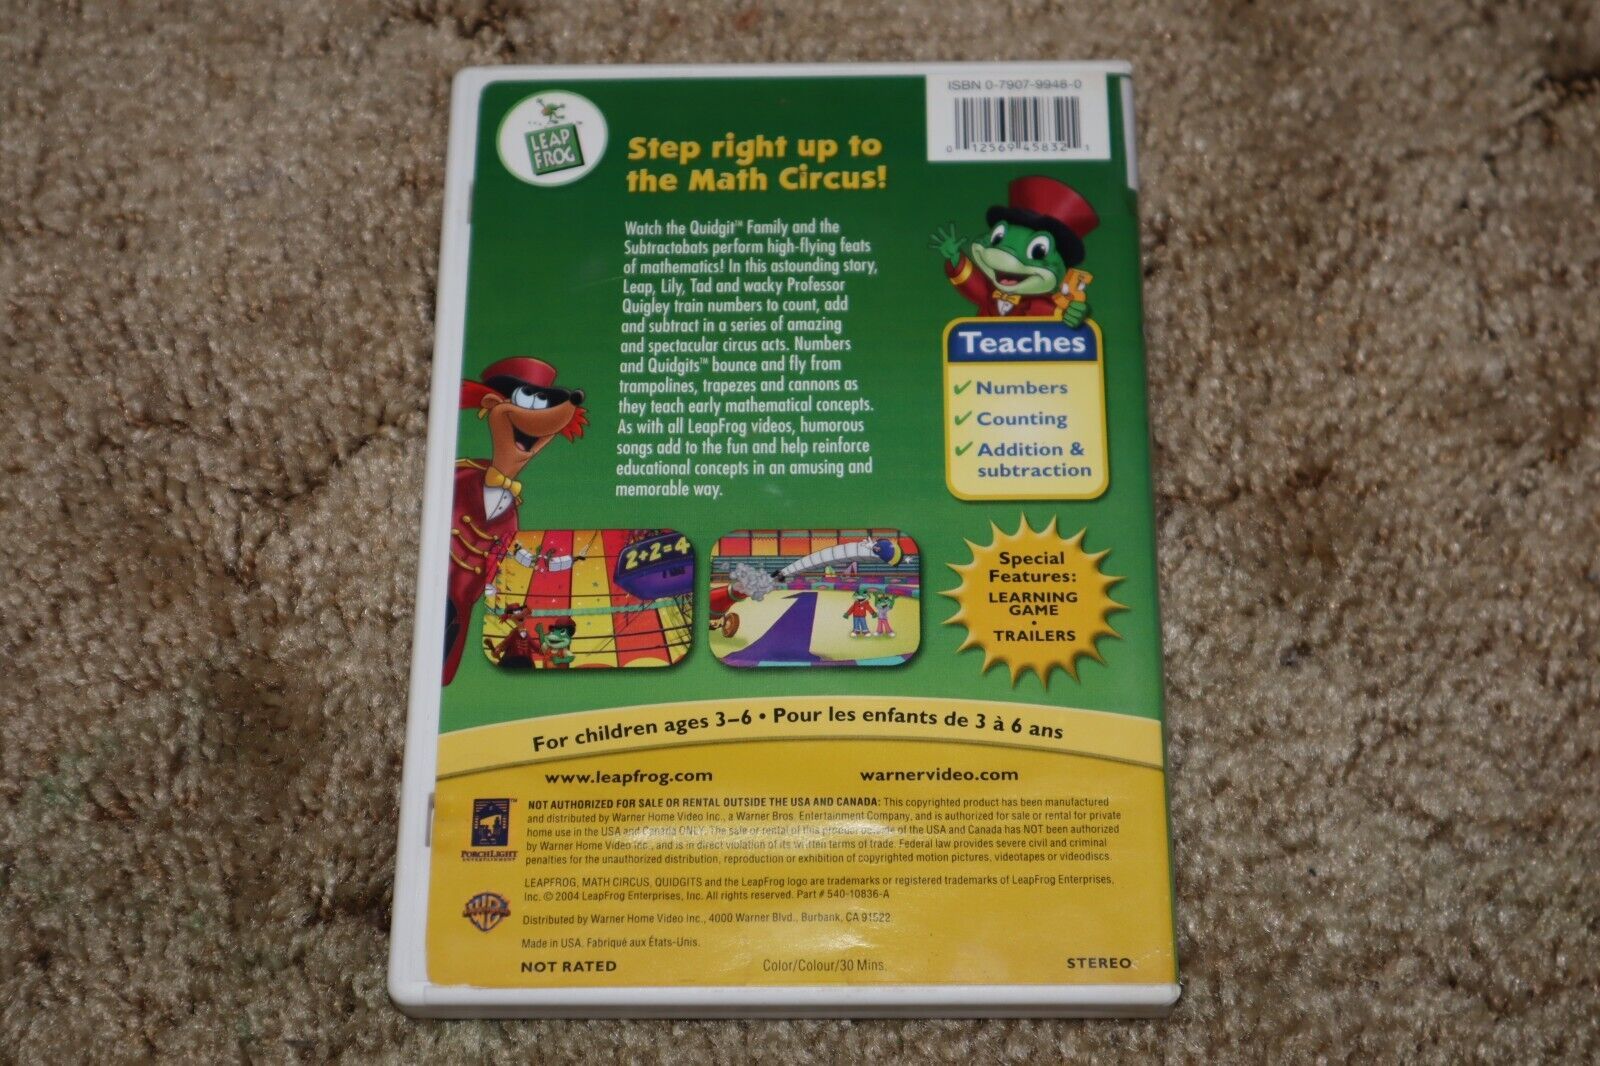 LEAP
FROG
ISBN 0-7907-9948-0
0 12569 45832 1
Step right up to
the Math Circus!
Watch the Quidgit™ Family and the
Subtractobats perform high-flying feats
of mathematics! In this astounding story,
Leap, Lily, Tad and wacky Professor
Quigley train numbers to count, add
and subtract in a series of amazing
and spectacular circus acts. Numbers
and Quidgits™ bounce and fly from
trampolines, trapezes and cannons as
they teach early mathematical concepts.
As with all LeapFrog videos, humorous
songs add to the fun and help reinforce
educational concepts in an amusing and
memorable way.
Teaches
✓ Numbers
✓ Counting
✓ Addition &
subtraction
2+2=4
1
Special
Features:
LEARNING
GAME
•
TRAILERS
For children ages 3–6 • Pour les enfants de 3 à 6 ans
www.leapfrog.com
warnervideo.com
PORCHLIGHT
ENTERTAINMENT
NOT AUTHORIZED FOR SALE OR RENTAL OUTSIDE THE USA AND CANADA: This copyrighted product has been manufactured
and distributed by Warner Home Video Inc., a Warner Bros. Entertainment Company, and is authorized for sale or rental for private
home use in the USA and Canada ONLY. The sale or rental of this product outside of the USA and Canada has NOT been authorized
by Warner Home Video Inc., and is in direct violation of its written terms of trade. Federal law provides severe civil and criminal
penalties for the unauthorized distribution, reproduction or exhibition of copyrighted motion pictures, videotapes or videodiscs.
LEAPFROG, MATH CIRCUS, QUIDGITS and the LeapFrog logo are trademarks or registered trademarks of LeapFrog Enterprises,
Inc. © 2004 LeapFrog Enterprises, Inc. All rights reserved. Part # 540-10836-A
WB
Distributed by Warner Home Video Inc., 4000 Warner Blvd., Burbank, CA 91522
Made in USA. Fabriqué aux États-Unis.
NOT RATED
Color/Colour/30 Mins.
STEREO